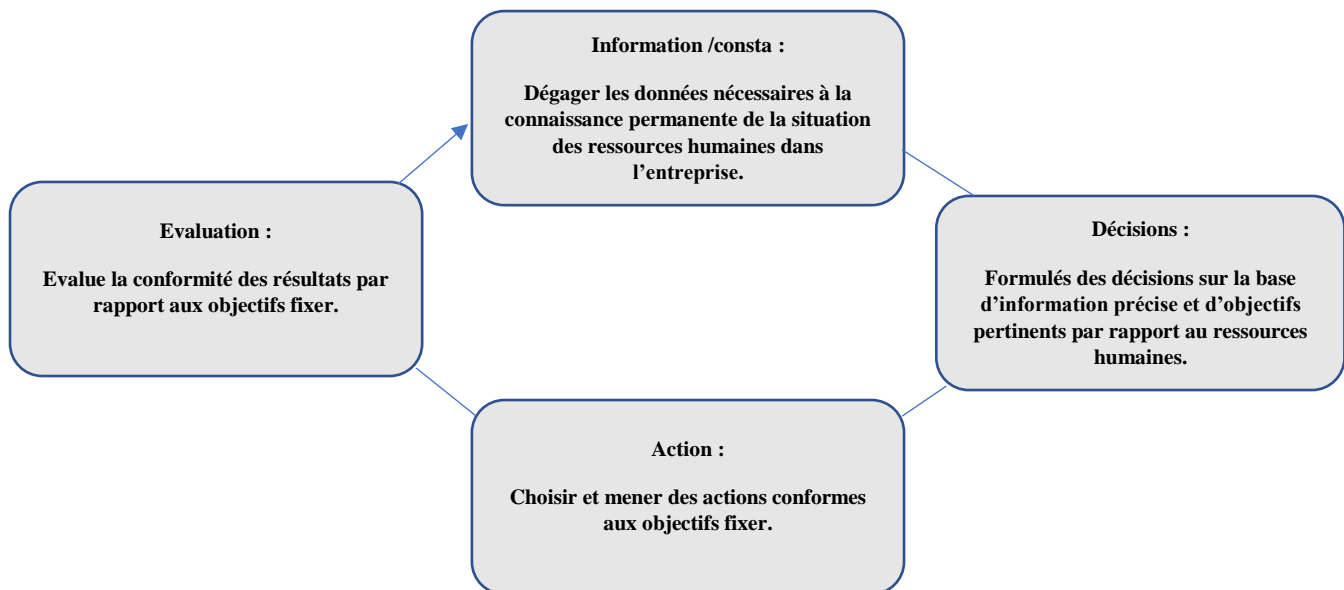 Information /consta :
Dégager les données nécessaires à la
connaissance permanente de la situation
des ressources humaines dans
l’entreprise.
Evaluation :
Evalue la conformité des résultats par
rapport aux objectifs fixer.
Décisions :
Formulés des décisions sur la base
d’information précise et d’objectifs
pertinents par rapport au ressources
humaines.
Action :
Choisir et mener des actions conformes
aux objectifs fixer.